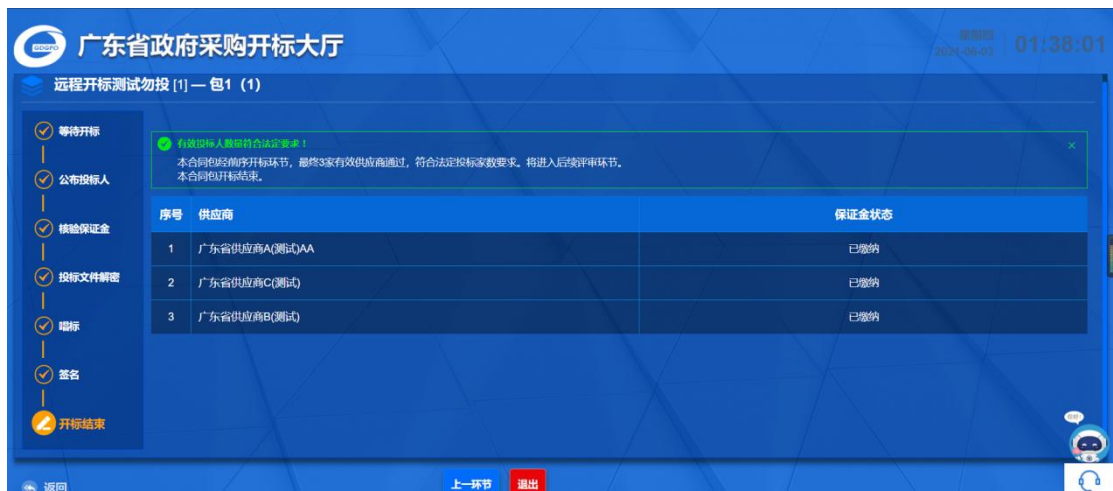 GDGPO
广东省政府采购开标大厅
01:38:01
远程开标测试勿投 [1] — 包1（1）
等待开标
公布投标人
核验保证金
投标文件解密
唱标
签名
开标结束
有效投标人数量符合法定要求！
×
本合同包经前序开标环节，最终3家有效供应商通过，符合法定投标家数要求。将进入后续评审环节。
本合同包开标结束。
序号 供应商 保证金状态
1 广东省供应商A(测试)AA 已缴纳
2 广东省供应商C(测试) 已缴纳
3 广东省供应商B(测试) 已缴纳
返回
上一环节
退出